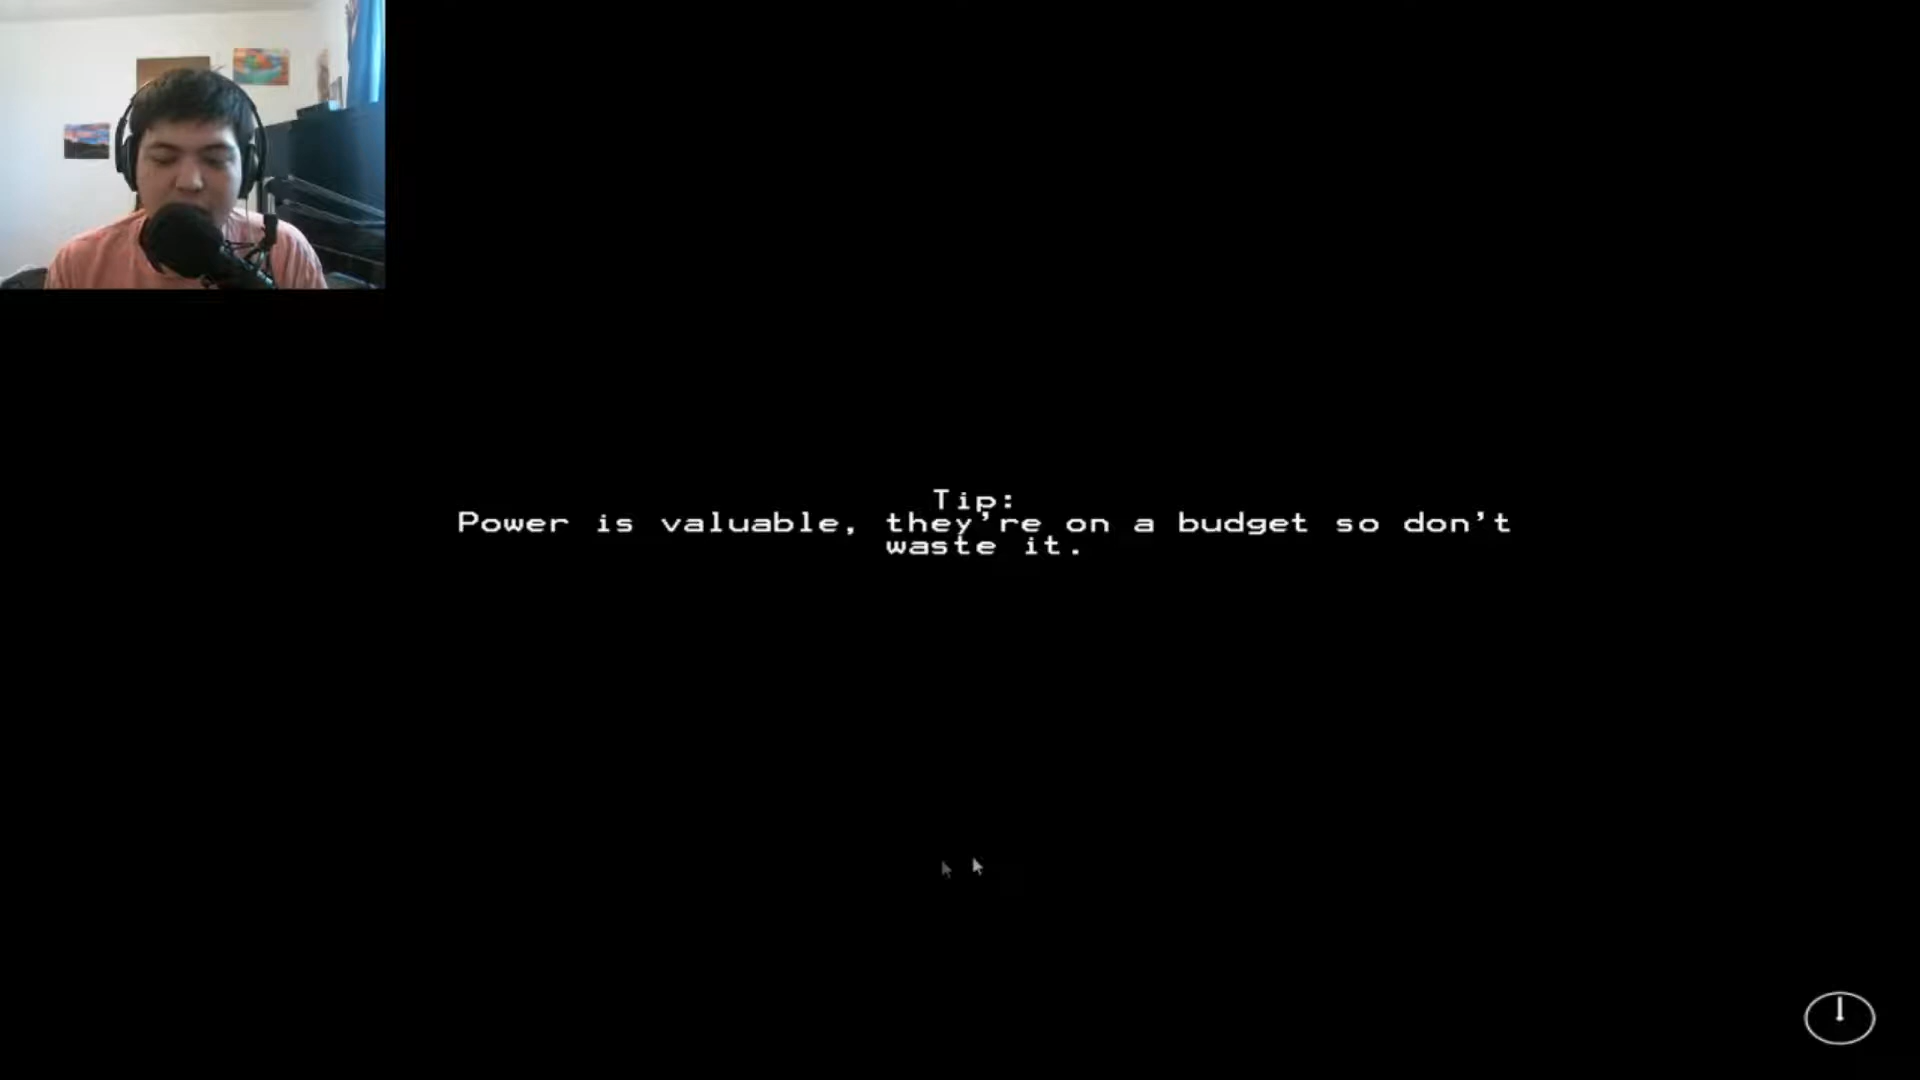 Tip:
Power is valuable, they're on a budget so don't
waste it.